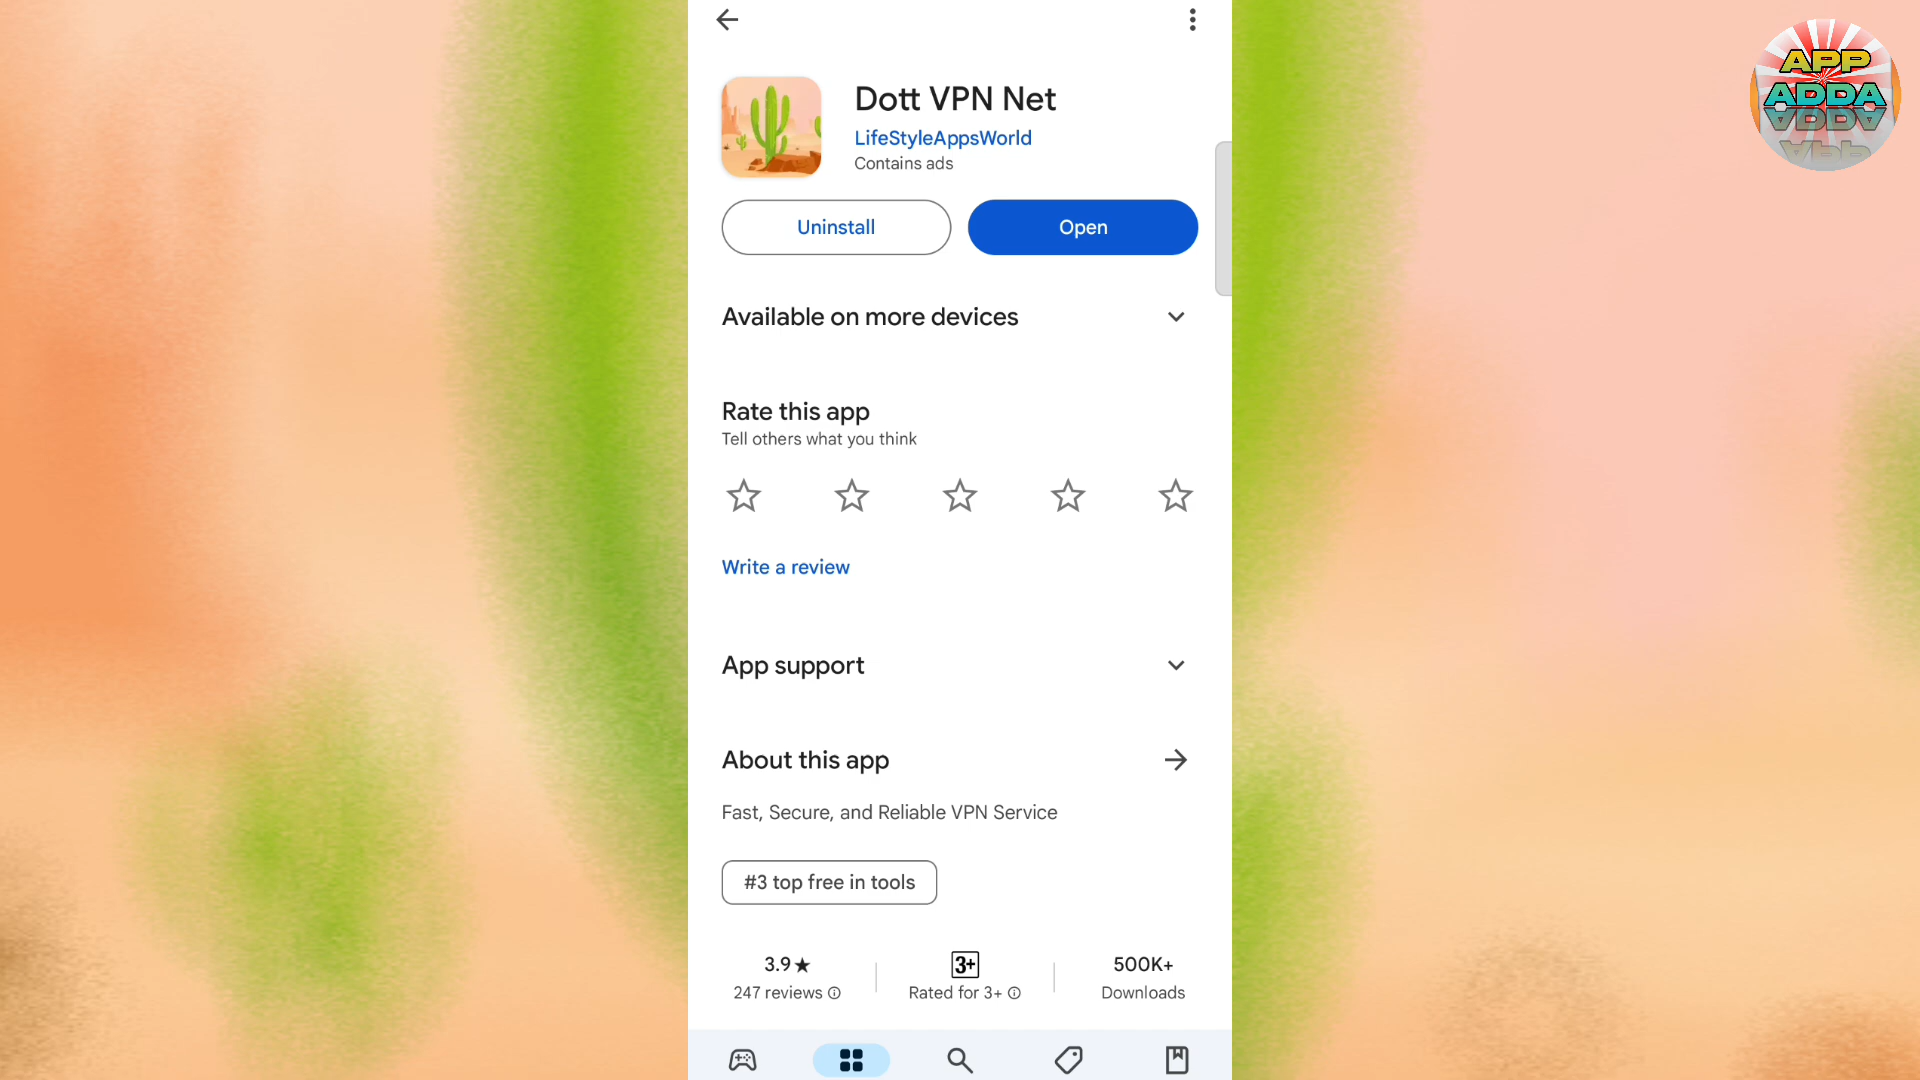 Dott VPN Net
LifeStyleAppsWorld
Contains ads
Uninstall
Open
Available on more devices
Rate this app
Tell others what you think
Write a review
App support
About this app
Fast, Secure, and Reliable VPN Service
#3 top free in tools
3.9★
247 reviews
3+
Rated for 3+
500K+
Downloads
APP
ADDA